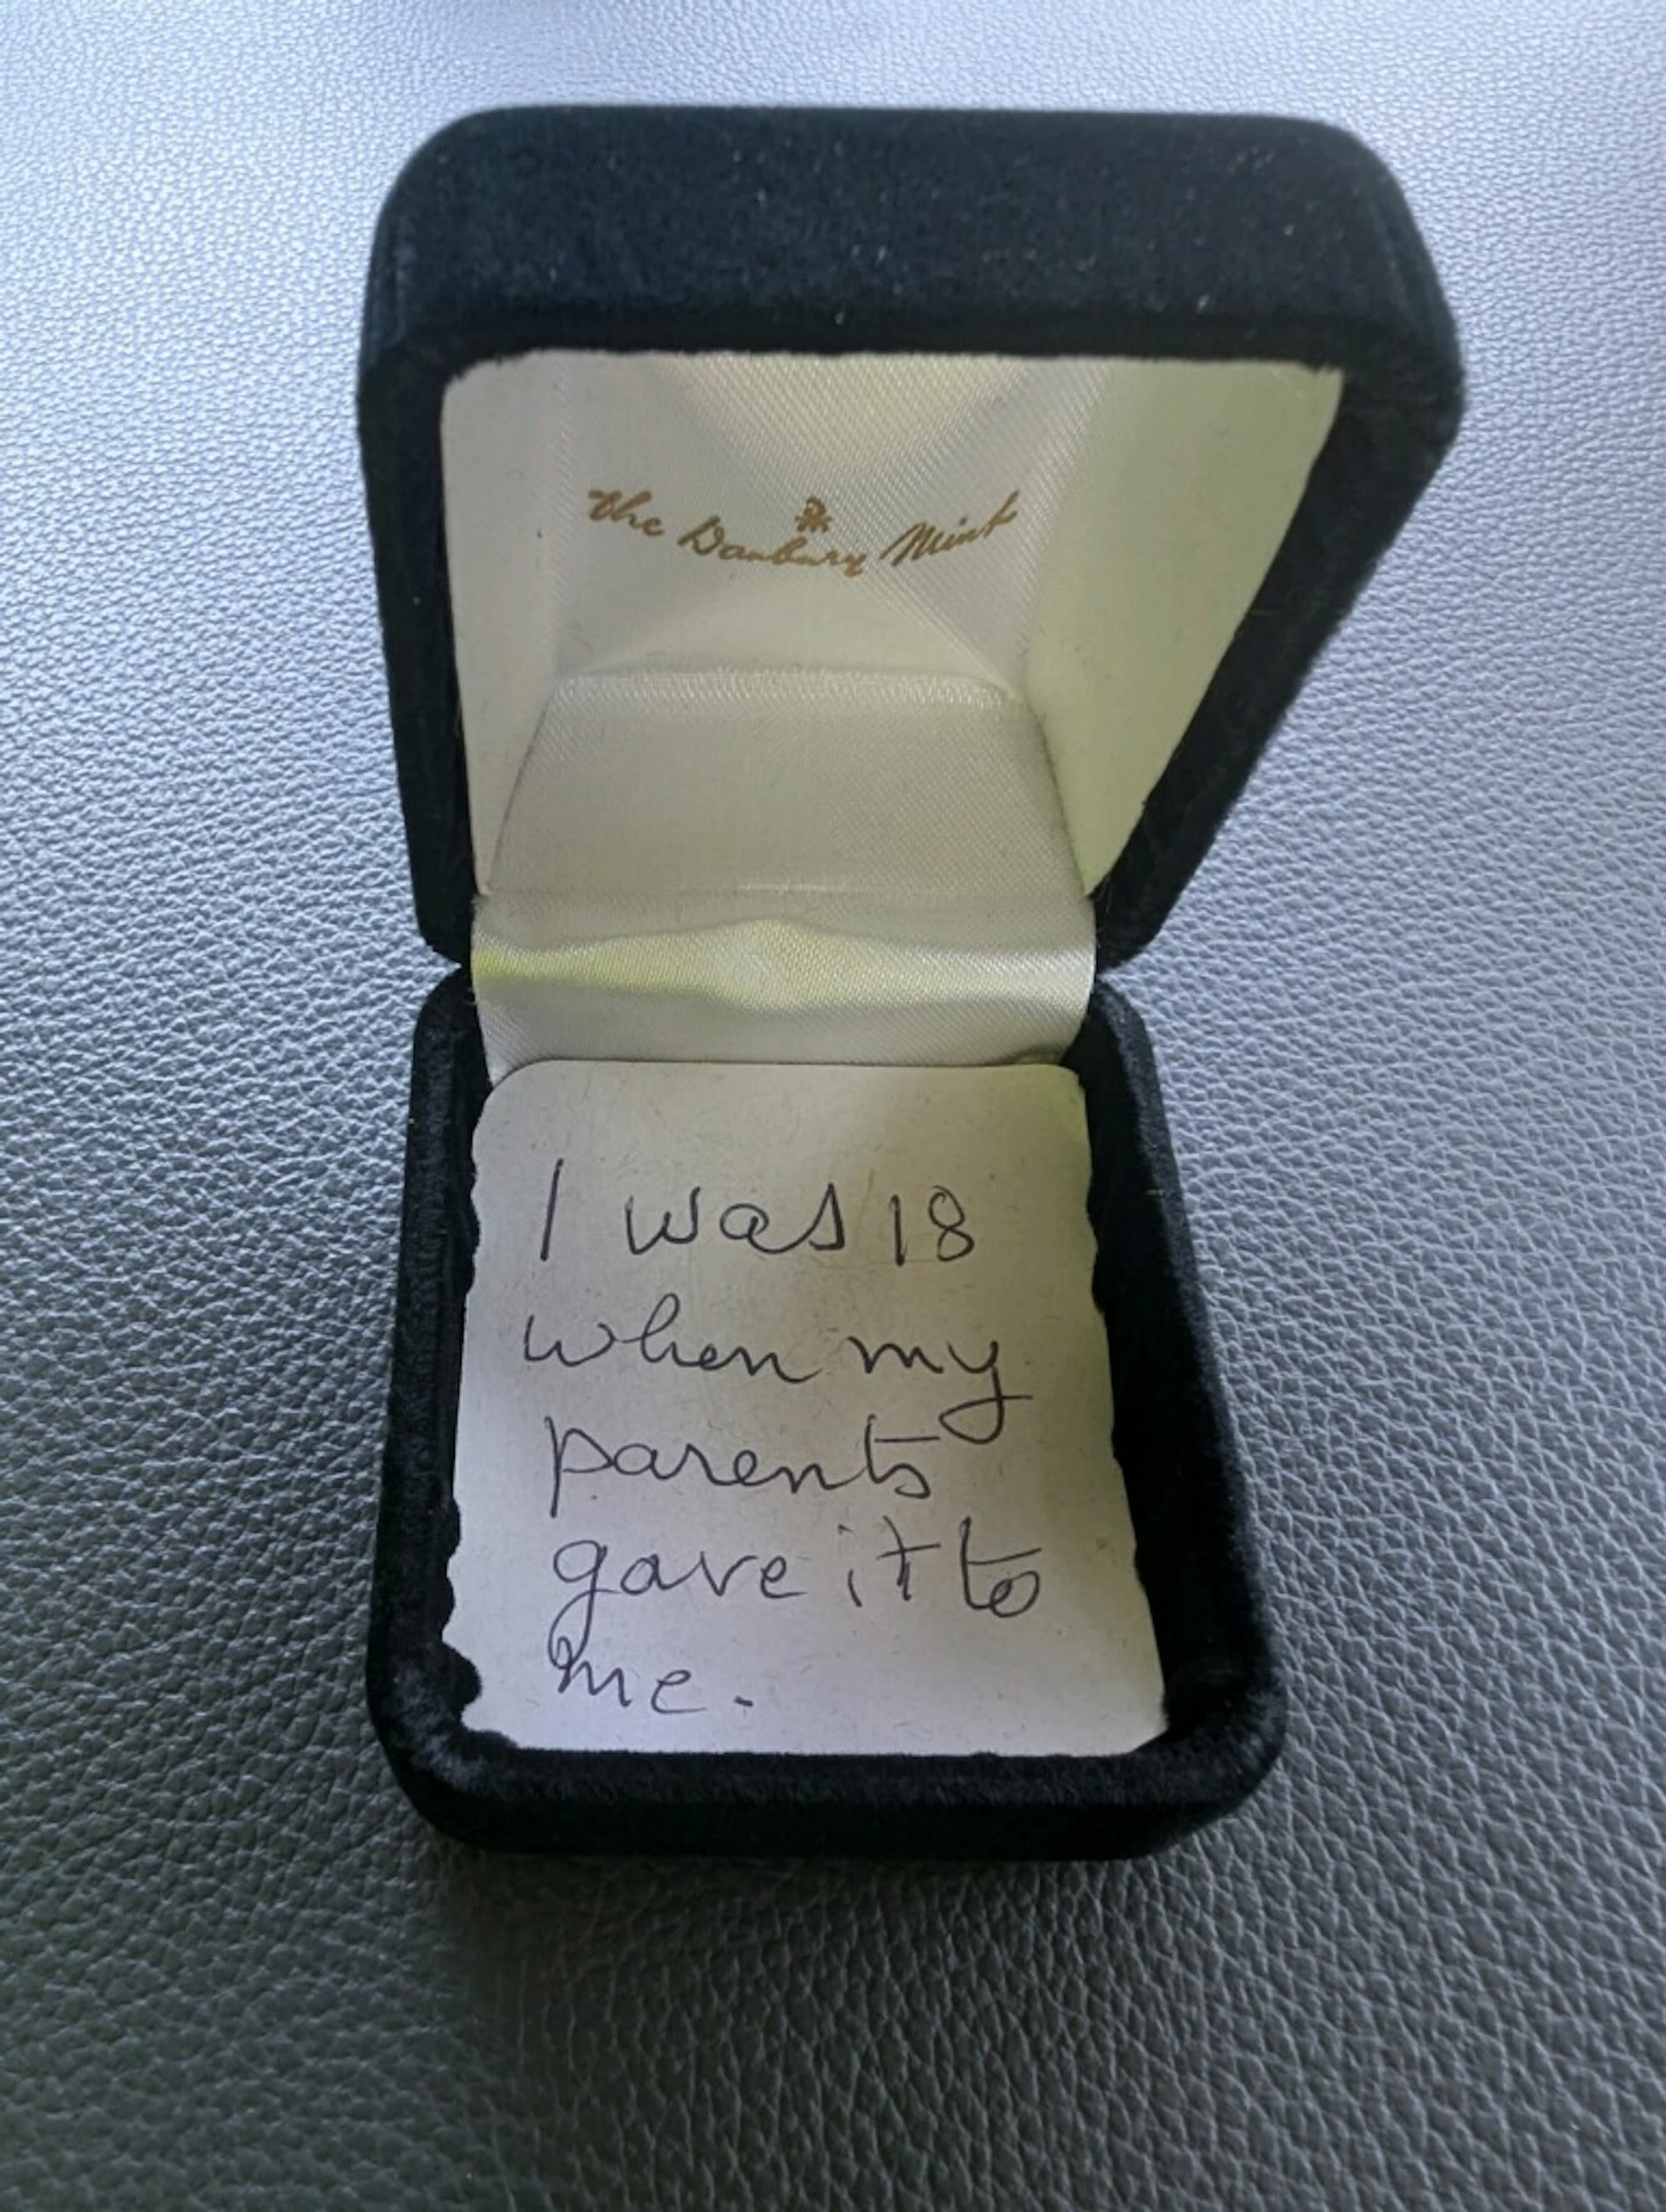 the Danbury Mint
I was 18
when my
parents
gave it to
me.